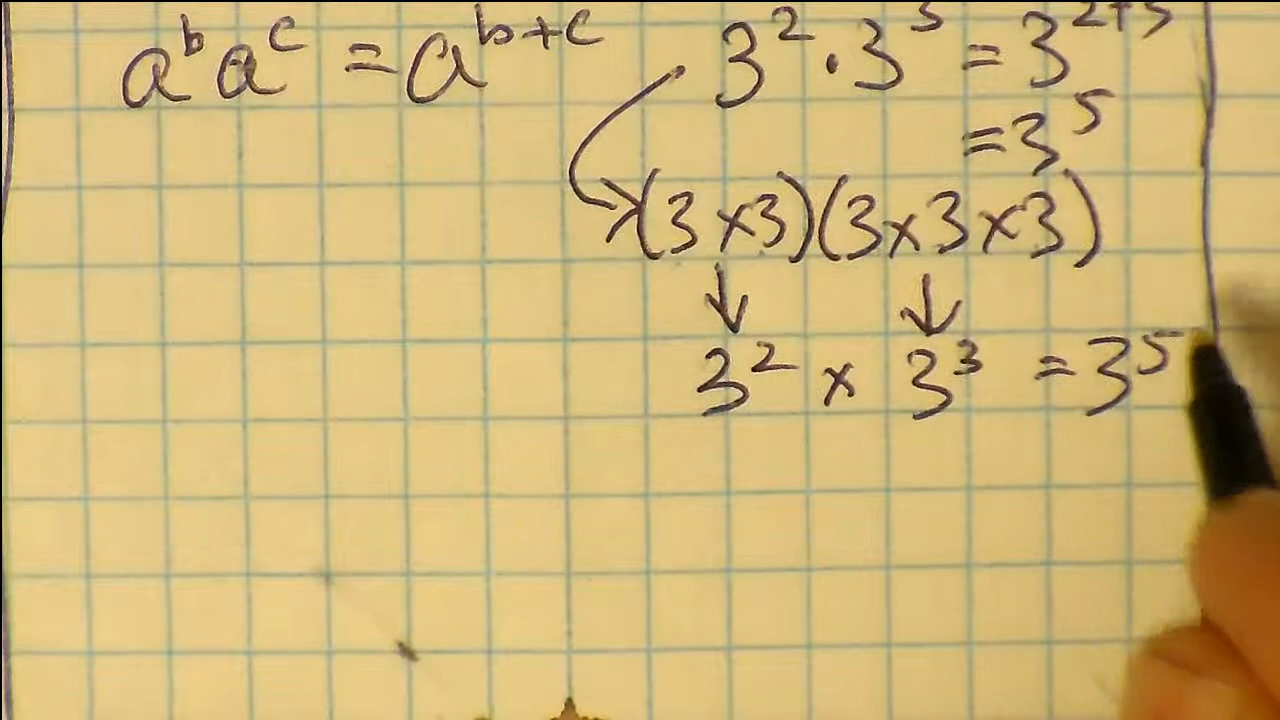 a^b a^c = a^{b+c}
3^2 · 3^3 = 3^{2+3}
= 3^5
(3 × 3)(3 × 3 × 3)
↓ ↓
3^2 × 3^3 = 3^5